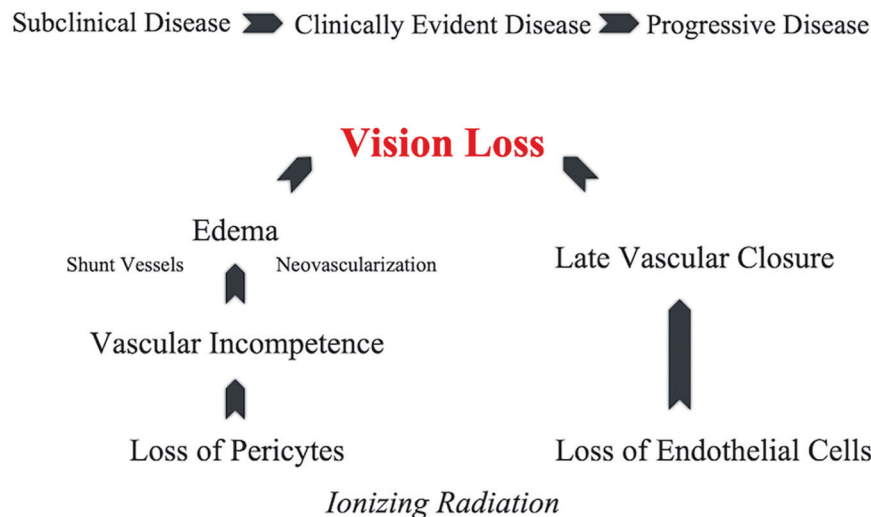 Subclinical Disease Clinically Evident Disease Progressive Disease
Vision Loss
Edema
Shunt Vessels Neovascularization
Late Vascular Closure
Vascular Incompetence
Loss of Pericytes Loss of Endothelial Cells
Ionizing Radiation